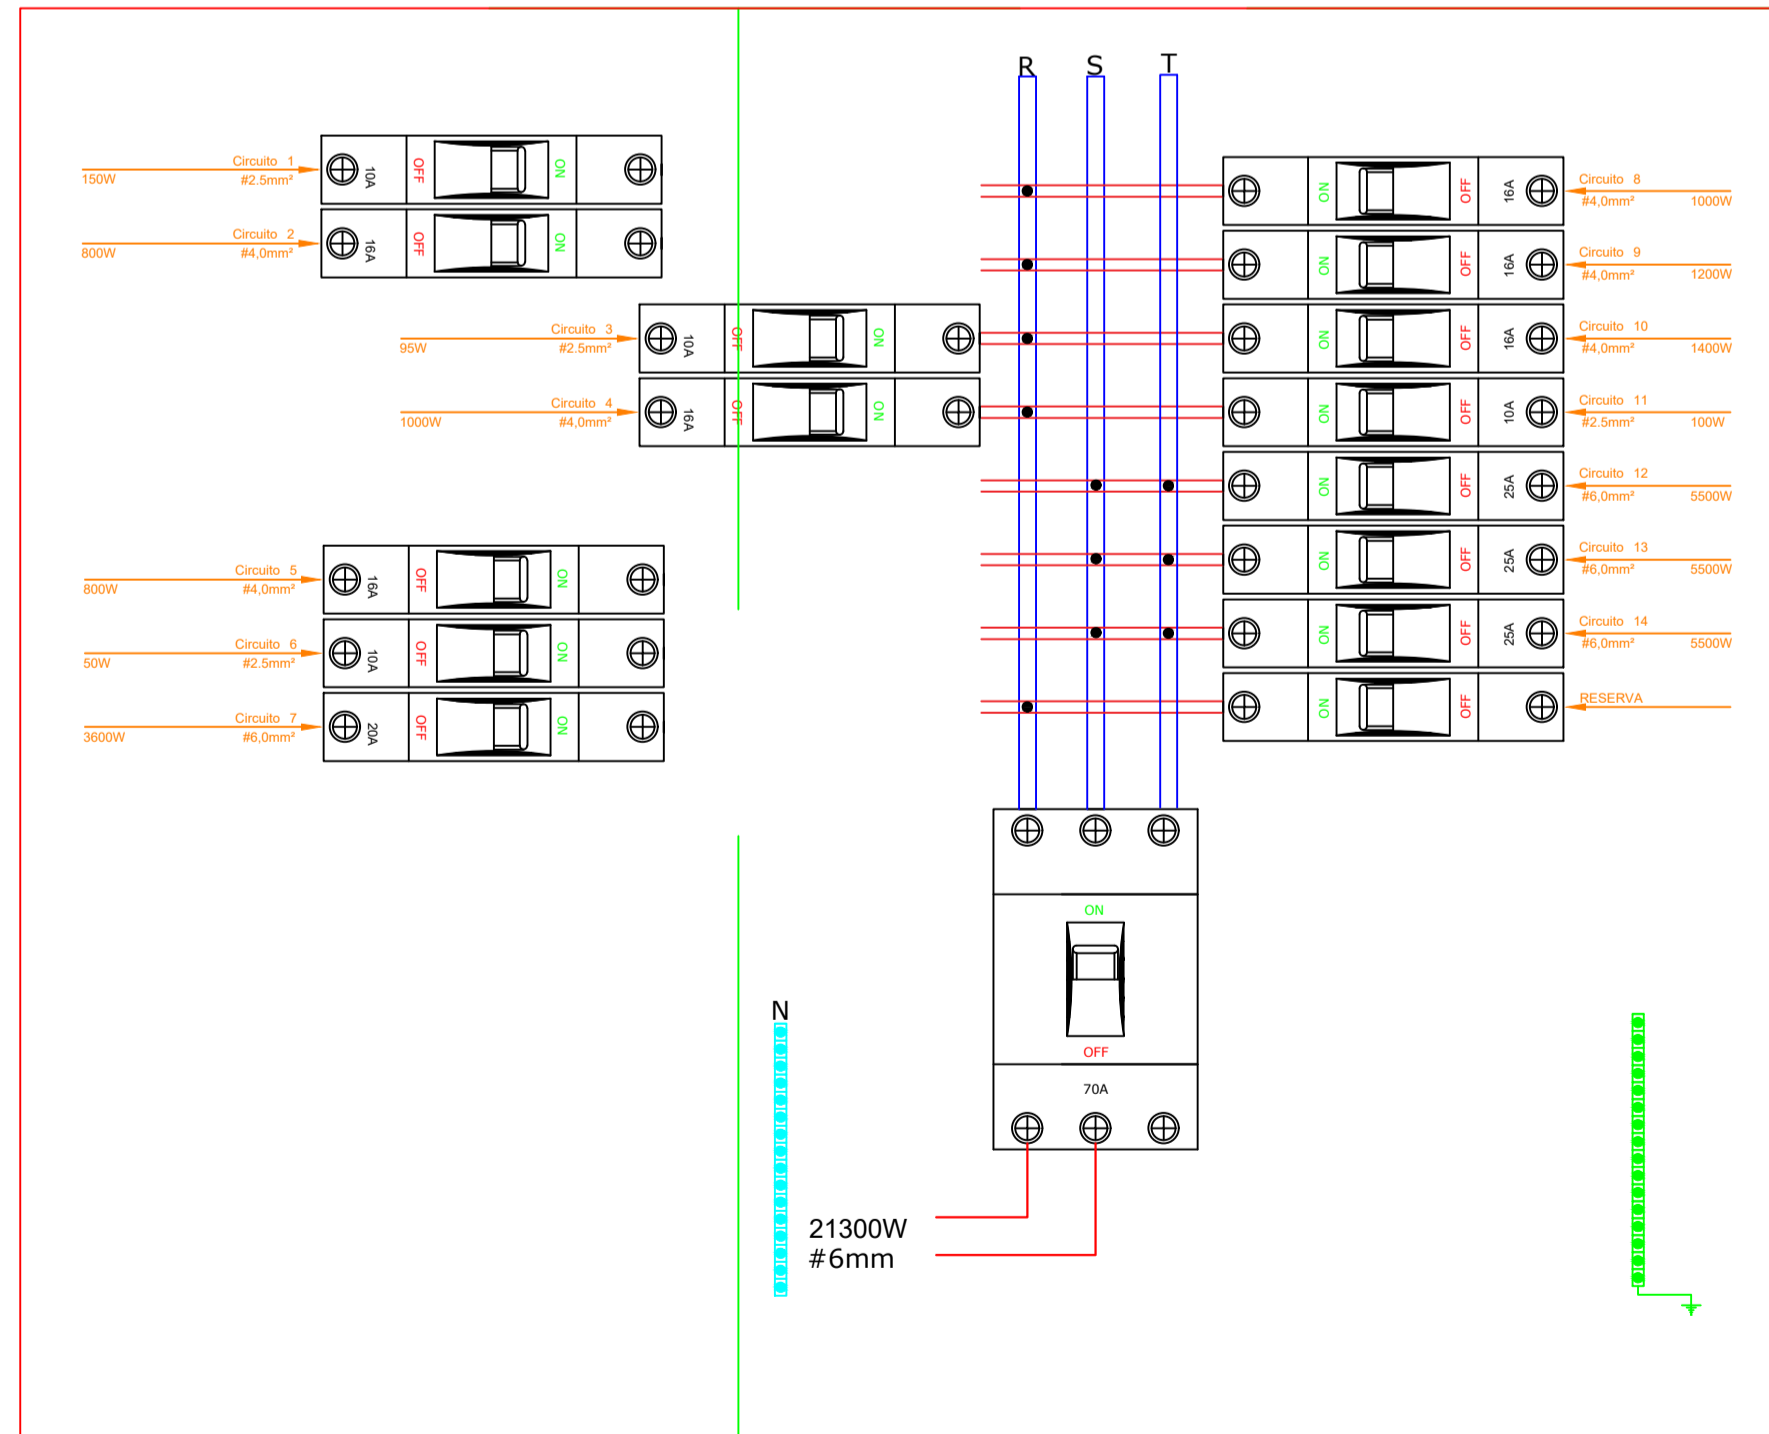 R S T
Circuito 1
150W #2.5mm²
10A OFF ON
Circuito 2
800W #4,0mm²
16A OFF ON
Circuito 3
95W #2.5mm²
10A OFF ON
Circuito 4
1000W #4,0mm²
16A OFF ON
Circuito 5
800W #4,0mm²
16A OFF ON
Circuito 6
50W #2.5mm²
10A OFF ON
Circuito 7
3600W #6,0mm²
20A OFF ON
ON OFF 16A
Circuito 8
#4,0mm² 1000W
ON OFF 16A
Circuito 9
#4,0mm² 1200W
ON OFF 16A
Circuito 10
#4,0mm² 1400W
ON OFF 10A
Circuito 11
#2.5mm² 100W
ON OFF 25A
Circuito 12
#6,0mm² 5500W
ON OFF 25A
Circuito 13
#6,0mm² 5500W
ON OFF 25A
Circuito 14
#6,0mm² 5500W
ON OFF
RESERVA
ON
OFF
70A
N
21300W
#6mm